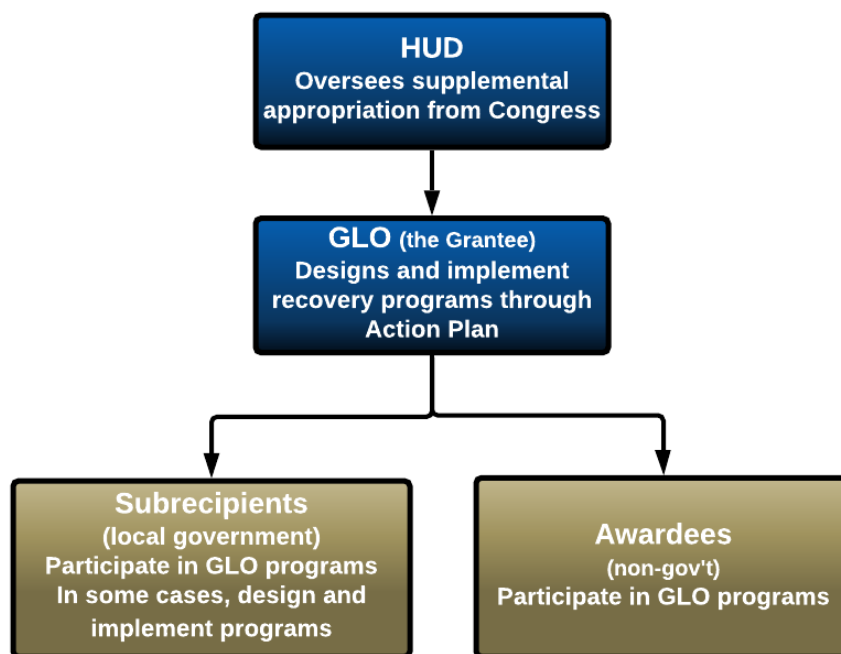 HUD
Oversees supplemental
appropriation from Congress
GLO (the Grantee)
Designs and implement
recovery programs through
Action Plan
Subrecipients
(local government)
Participate in GLO programs
In some cases, design and
implement programs
Awardees
(non-gov't)
Participate in GLO programs